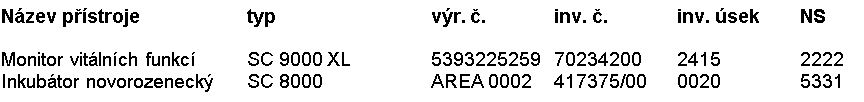 Název přístroje typ výr. č. inv. č. inv. úsek NS
Monitor vitálních funkcí SC 9000 XL 5393225259 70234200 2415 2222
Inkubátor novorozenecký SC 8000 AREA 0002 417375/00 0020 5331